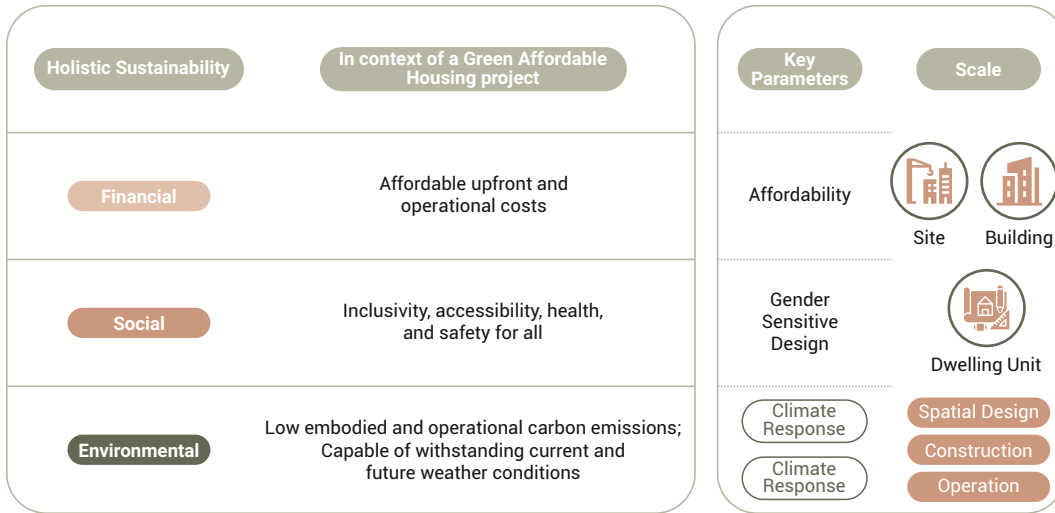 Holistic Sustainability
In context of a Green Affordable
Housing project
Key
Parameters
Scale
Financial
Affordable upfront and
operational costs
Affordability
Site
Building
Social
Inclusivity, accessibility, health,
and safety for all
Gender
Sensitive
Design
Dwelling Unit
Environmental
Low embodied and operational carbon emissions;
Capable of withstanding current and
future weather conditions
Climate
Response
Climate
Response
Spatial Design
Construction
Operation